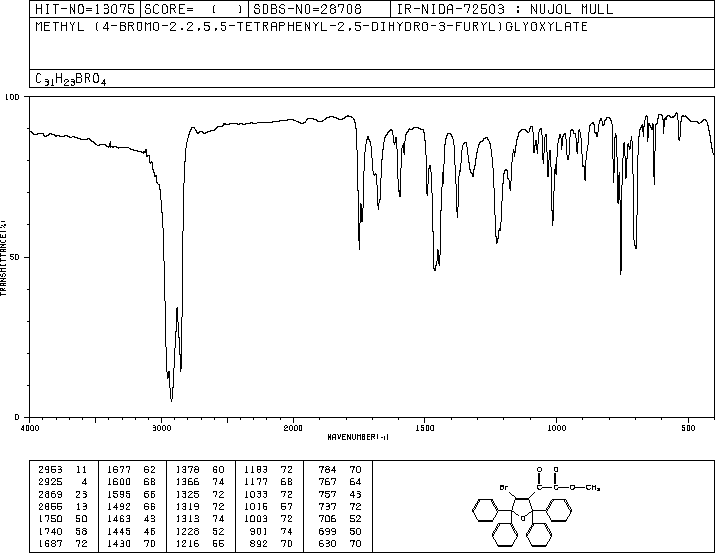 HIT-NO=13075 SCORE= ( ) SDBS-NO=28708 IR-NIDA-72503 : NUJOL MULL
METHYL (4-BROMO-2,2,5,5-TETRAPHENYL-2,5-DIHYDRO-3-FURYL)GLYOXYLATE
C31H23BRO4
100
50
0
TRANSMITTANCE(%)
4000 3000 2000 1500 1000 500
WAVENUMBER(-1)
2953 11 1677 62 1378 60 1183 72 784 70
2925 4 1600 68 1366 74 1177 68 767 64
2869 23 1595 66 1325 72 1033 72 757 43
2855 13 1492 66 1319 72 1016 57 737 72
1750 50 1463 43 1313 74 1003 72 706 52
1740 58 1445 46 1228 52 901 74 699 50
1687 72 1430 70 1216 55 892 70 630 70
O O
Br C C O CH3
O